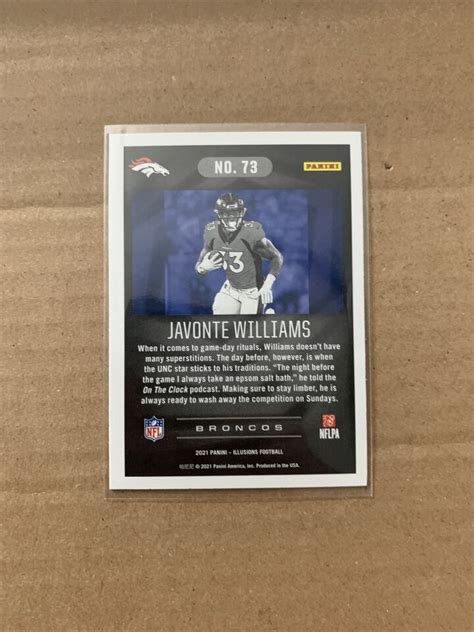 NO. 73
PANINI
33
JAVONTE WILLIAMS
When it comes to game-day rituals, Williams doesn't have
many superstitions. The day before, however, is when
the UNC star sticks to his traditions. "The night before
the game I always take an epsom salt bath," he told the
On The Clock podcast. Making sure to stay limber, he is
always ready to wash away the competition on Sundays.
NFL
BRONCOS
NFLPA
2021 PANINI – ILLUSIONS FOOTBALL
© 2021 Panini America, Inc. Produced in the USA.